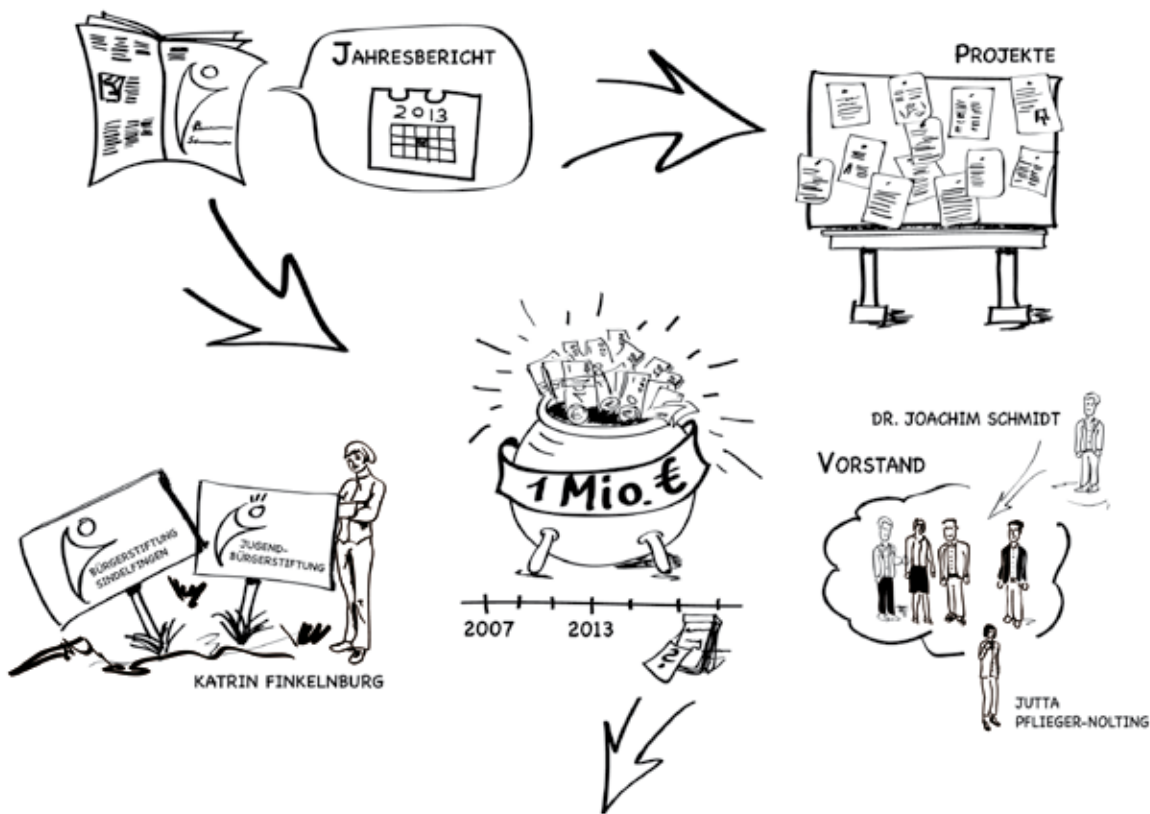 JAHRESBERICHT
2013
PROJEKTE
1 Mio. €
DR. JOACHIM SCHMIDT
VORSTAND
BÜRGERSTIFTUNG
SINDELFINGEN
JUGEND-
BÜRGERSTIFTUNG
KATRIN FINKELNBURG
2007
2013
JUTTA
PFLIEGER-NOLTING